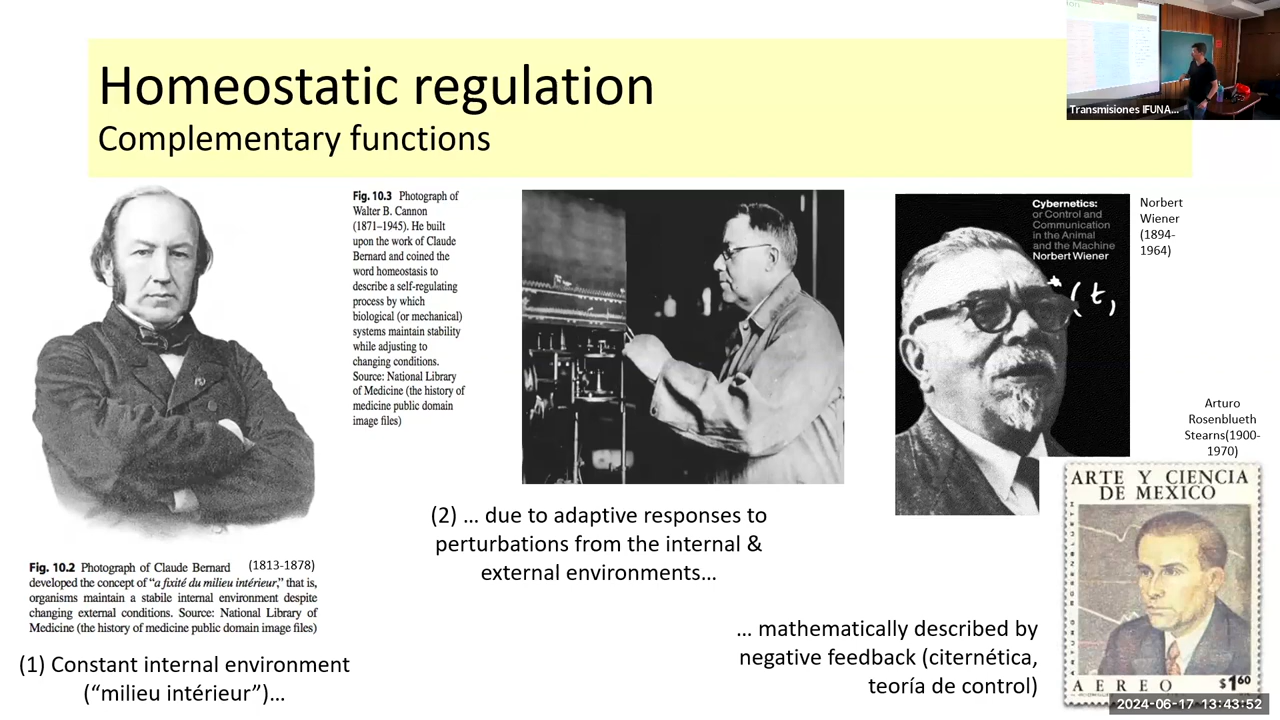 Homeostatic regulation
Complementary functions
Transmisiones IFUNA...
Fig. 10.3 Photograph of
Walter B. Cannon
(1871–1945). He built
upon the work of Claude
Bernard and coined the
word homeostasis to
describe a self-regulating
process by which
biological (or mechanical)
systems maintain stability
while adjusting to
changing conditions.
Source: National Library
of Medicine (the history of
medicine public domain
image files)
Cybernetics:
or Control and
Communication
in the Animal
and the Machine
Norbert Wiener
(t,
Norbert
Wiener
(1894-
1964)
Arturo
Rosenblueth
Stearns(1900-
1970)
(2) ... due to adaptive responses to
perturbations from the internal &
external environments...
Fig. 10.2 Photograph of Claude Bernard (1813-1878)
developed the concept of “a fixité du milieu intérieur,” that is,
organisms maintain a stabile internal environment despite
changing external conditions. Source: National Library of
Medicine (the history of medicine public domain image files)
(1) Constant internal environment
(“milieu intérieur”)...
... mathematically described by
negative feedback (citernética,
teoría de control)
ARTE Y CIENCIA
DE MEXICO
ARTURO ROSENBLUETH
AEREO $1.60
2024-06-17 13:43:52